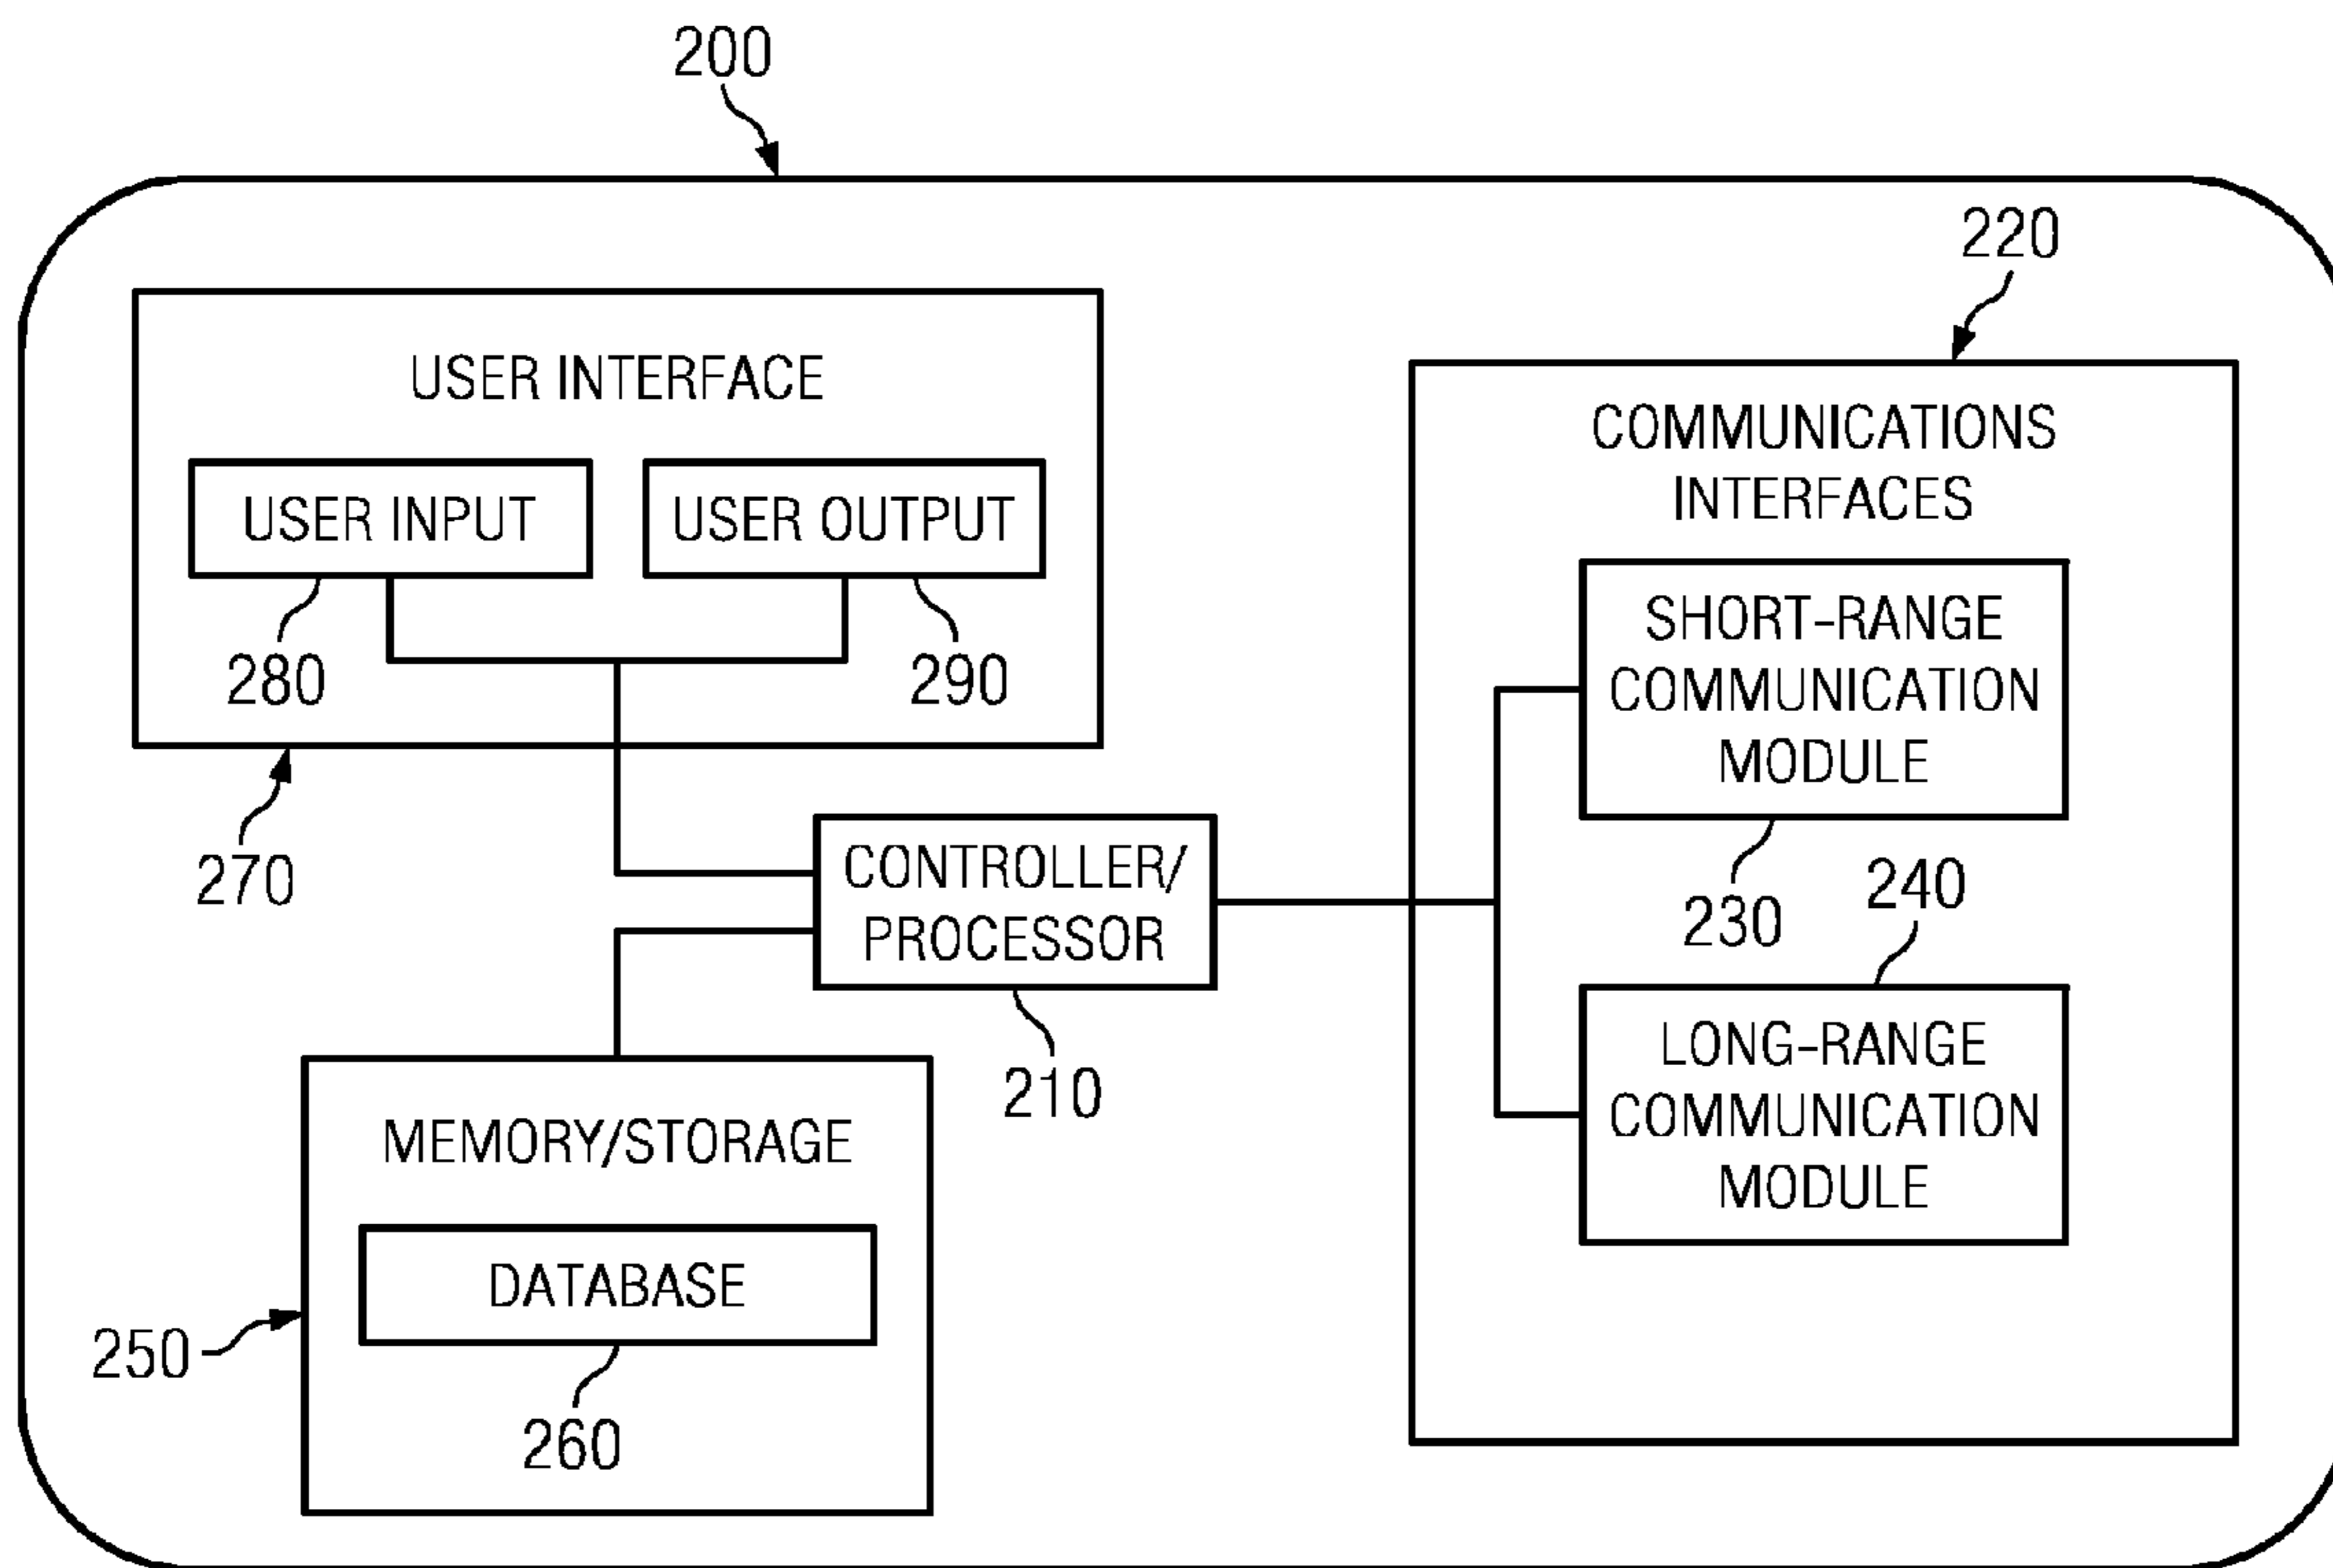 200
220
USER INTERFACE
USER INPUT
USER OUTPUT
280
290
270
COMMUNICATIONS
INTERFACES
SHORT-RANGE
COMMUNICATION
MODULE
230
240
LONG-RANGE
COMMUNICATION
MODULE
CONTROLLER/
PROCESSOR
210
MEMORY/STORAGE
DATABASE
250
260